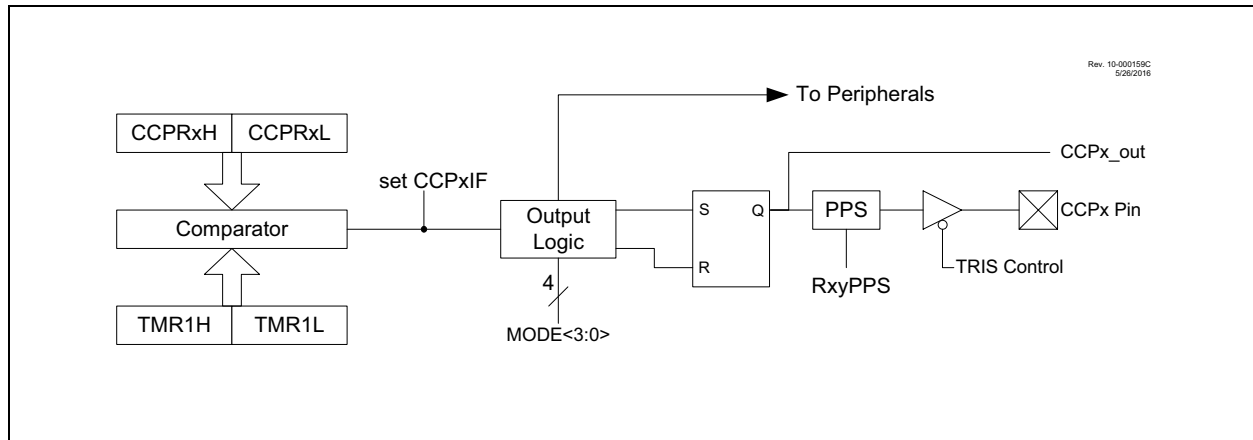 Rev. 10-000159C
5/26/2016
To Peripherals
CCPRxH CCPRxL
CCPx_out
set CCPxIF
Comparator
Output
Logic
S
Q
R
PPS
CCPx Pin
TRIS Control
RxyPPS
4
TMR1H TMR1L
MODE<3:0>